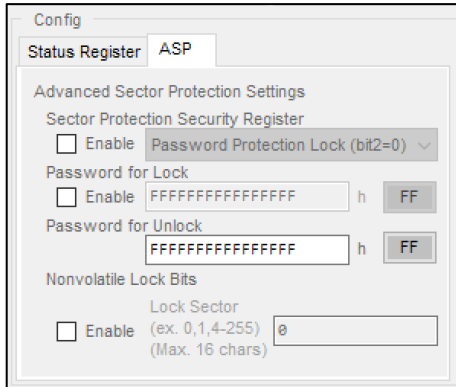 Config
Status Register ASP
Advanced Sector Protection Settings
Sector Protection Security Register
Enable Password Protection Lock (bit2=0)
Password for Lock
Enable FFFFFFFFFFFFFFFF h FF
Password for Unlock
FFFFFFFFFFFFFFFF h FF
Nonvolatile Lock Bits
Lock Sector
Enable (ex. 0,1,4-255) 0
(Max. 16 chars)